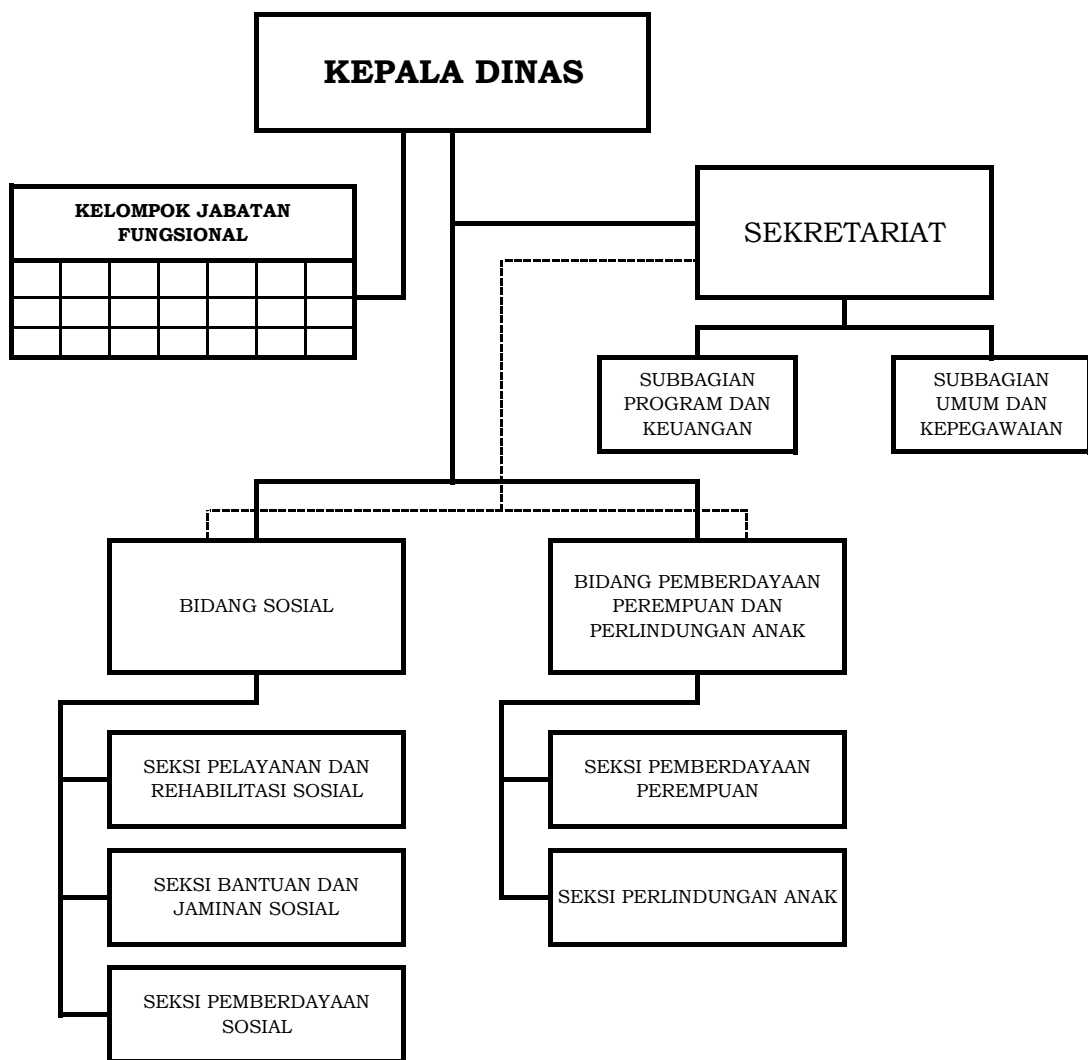 KEPALA DINAS
KELOMPOK JABATAN
FUNGSIONAL
SEKRETARIAT
SUBBAGIAN
PROGRAM DAN
KEUANGAN
SUBBAGIAN
UMUM DAN
KEPEGAWAIAN
BIDANG SOSIAL
BIDANG PEMBERDAYAAN
PEREMPUAN DAN
PERLINDUNGAN ANAK
SEKSI PELAYANAN DAN
REHABILITASI SOSIAL
SEKSI PEMBERDAYAAN
PEREMPUAN
SEKSI BANTUAN DAN
JAMINAN SOSIAL
SEKSI PERLINDUNGAN ANAK
SEKSI PEMBERDAYAAN
SOSIAL